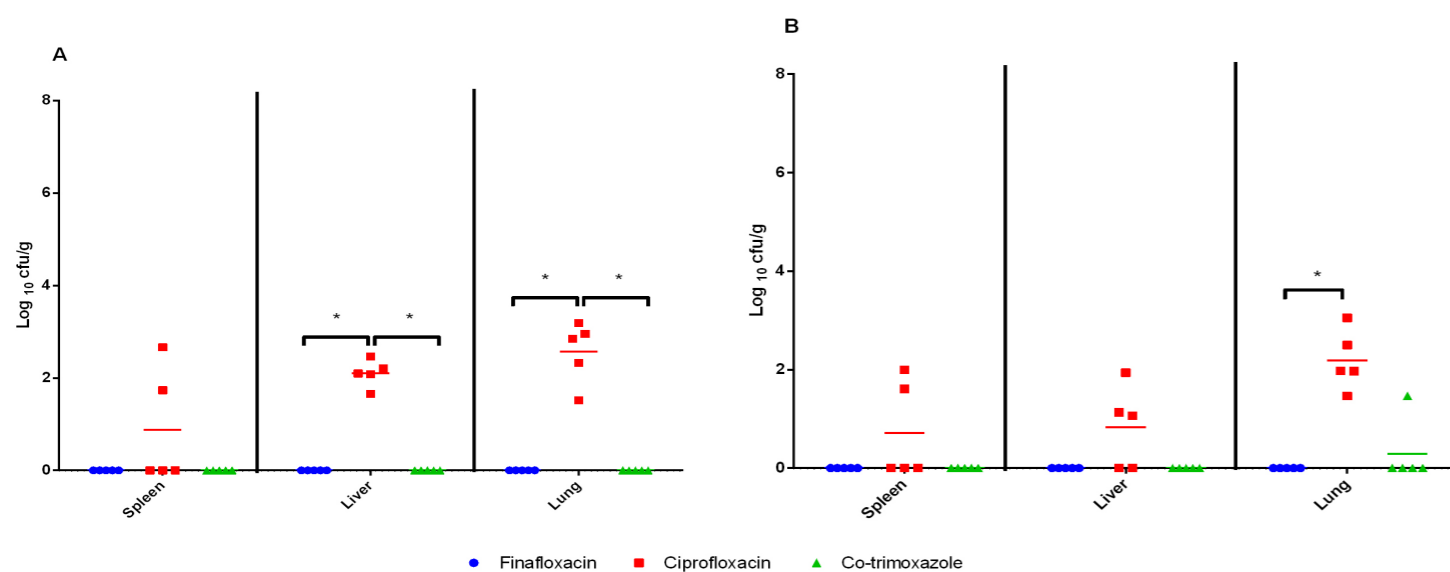 A
8
6
4
2
0
Log 10 cfu/g
* *
* *
Spleen
Liver
Lung
B
8
6
4
2
0
Log 10 cfu/g
*
Spleen
Liver
Lung
Finafloxacin
Ciprofloxacin
Co-trimoxazole